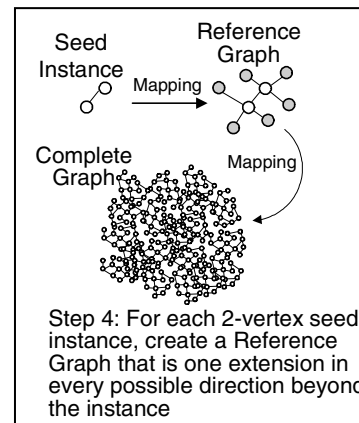 Seed
Instance
Mapping
Reference
Graph
Complete
Graph
Mapping
Step 4: For each 2-vertex seed
instance, create a Reference
Graph that is one extension in
every possible direction beyond
the instance